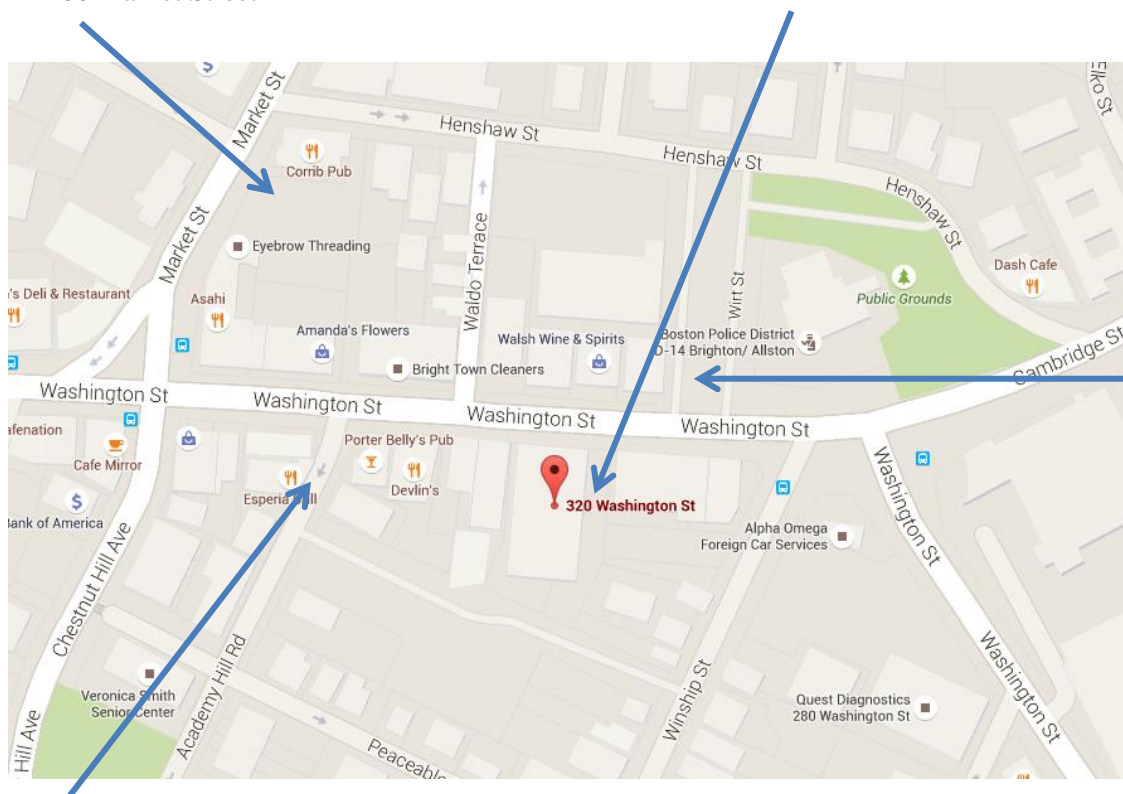 Market St
Elko St
Henshaw St
Corrib Pub
Henshaw St
Henshaw St
Market St
Eyebrow Threading
Waldo Terrace
Wirt St
Dash Cafe
Public Grounds
's Deli & Restaurant
Asahi
Amanda's Flowers
Walsh Wine & Spirits
Boston Police District
D-14 Brighton/ Allston
Bright Town Cleaners
Cambridge St
Washington St
Washington St
Washington St
Washington St
afenation
Cafe Mirror
Porter Belly's Pub
Devlin's
Esperia
Bank of America
320 Washington St
Alpha Omega
Foreign Car Services
Washington St
Chestnut Hill Ave
Academy Hill Rd
Winship St
Washington St
Veronica Smith
Senior Center
Quest Diagnostics
280 Washington St
Hill Ave
Peaceable